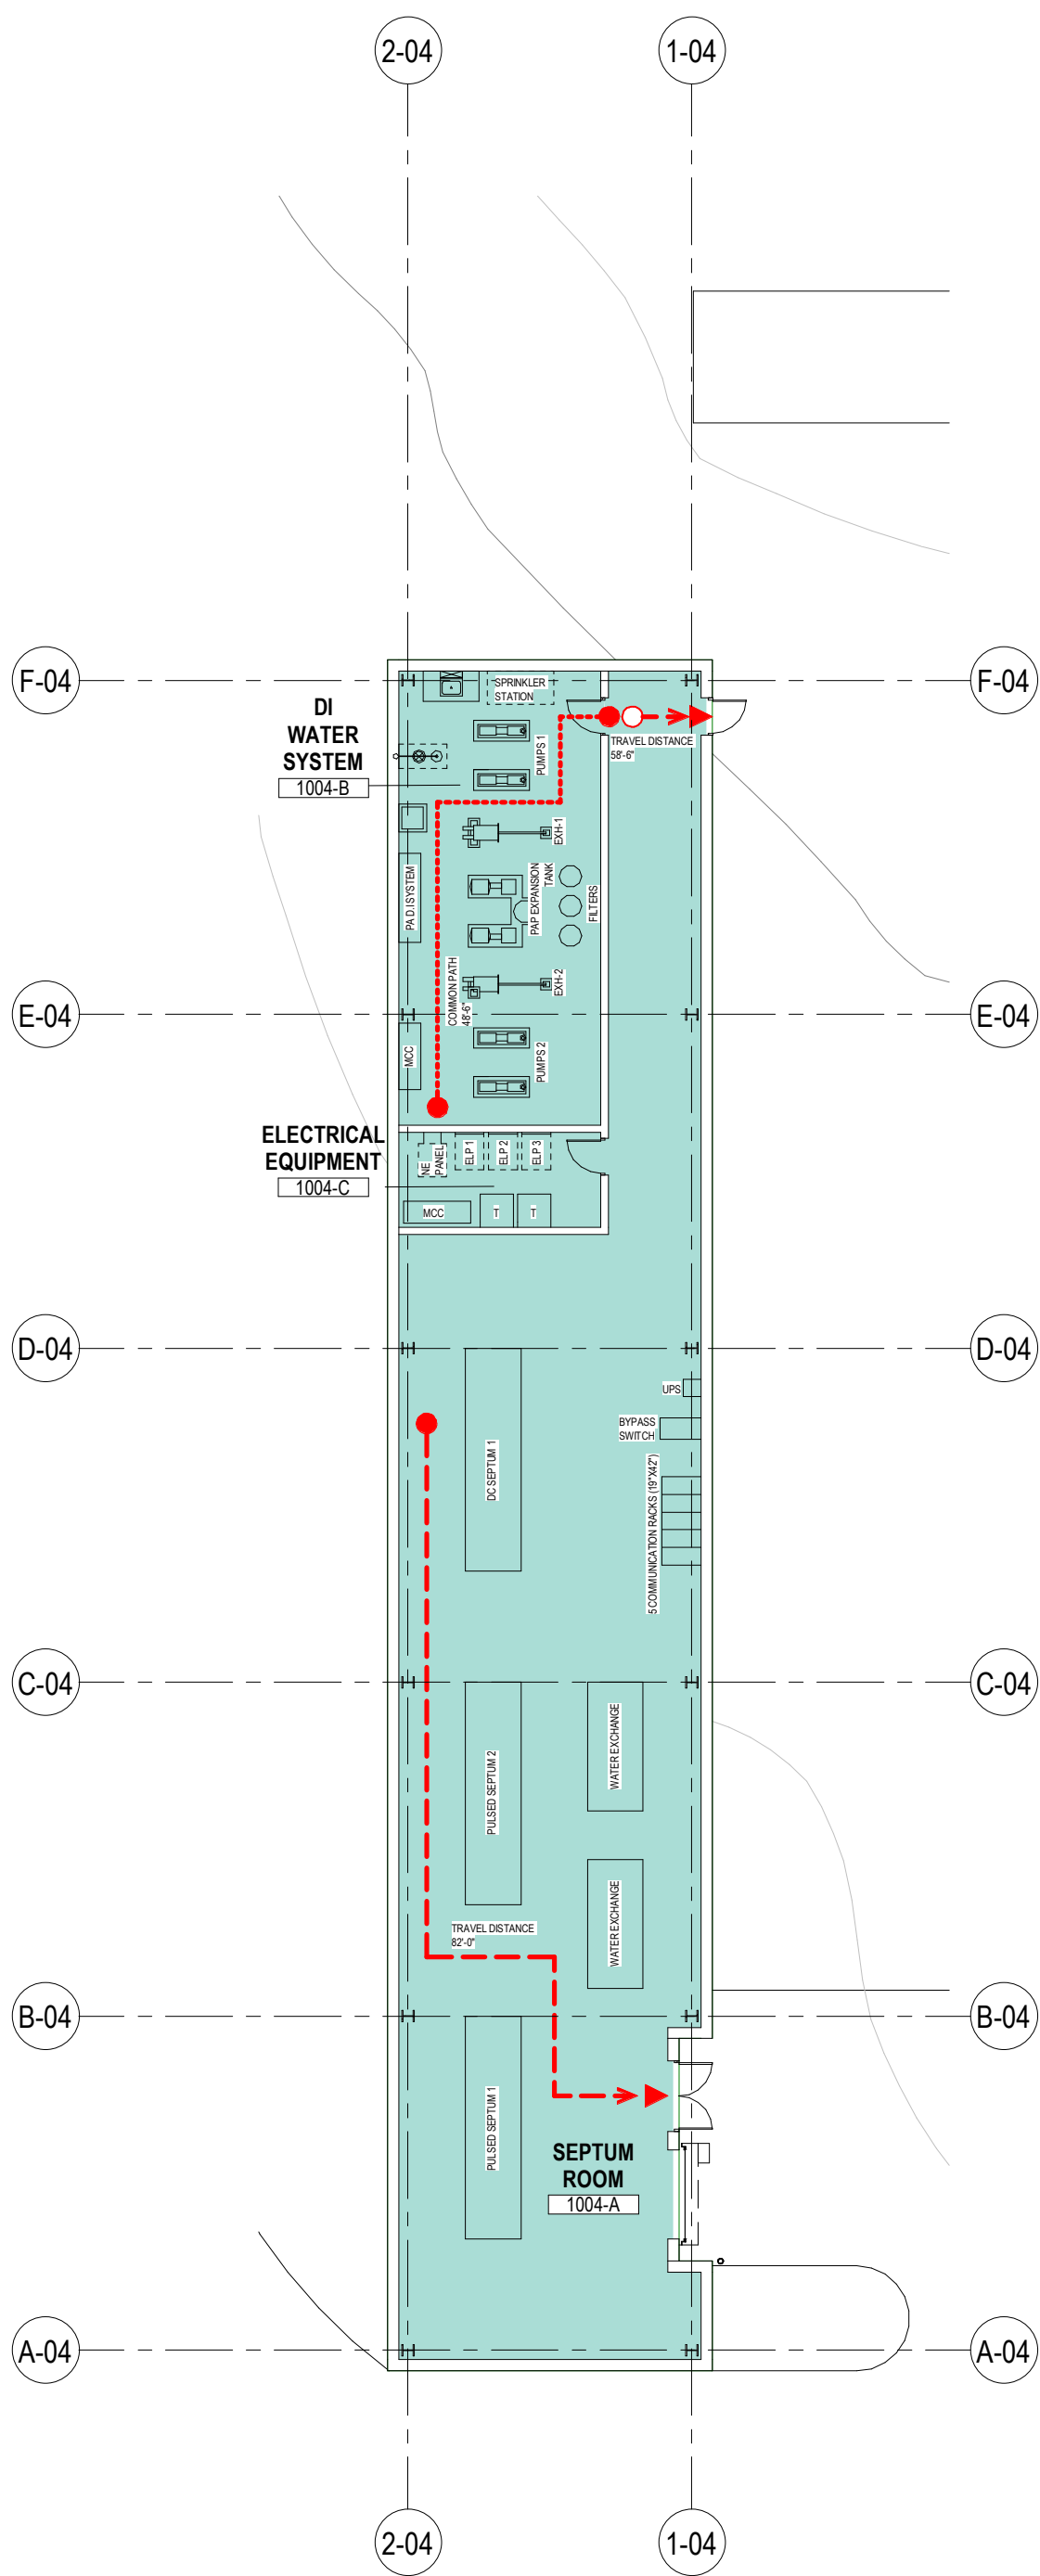 2-04
1-04
F-04
F-04
DI
WATER
SYSTEM
1004-B
SPRINKLER
STATION
PUMPS 1
TRAVEL DISTANCE
58'-6"
EXH-1
PA D.I SYSTEM
PAP EXPANSION
TANK
FILTERS
COMMON PATH
48'-6"
EXH-2
E-04
E-04
MCC
PUMPS 2
ELECTRICAL
EQUIPMENT
1004-C
NE
PANEL
ELP 1
ELP 2
ELP 3
MCC
T
T
D-04
D-04
UPS
BYPASS
SWITCH
DC SEPTUM 1
5 COMMUNICATION RACKS (19"X42")
C-04
C-04
PULSED SEPTUM 2
WATER EXCHANGE
WATER EXCHANGE
TRAVEL DISTANCE
82'-0"
B-04
B-04
PULSED SEPTUM 1
SEPTUM
ROOM
1004-A
A-04
A-04
2-04
1-04